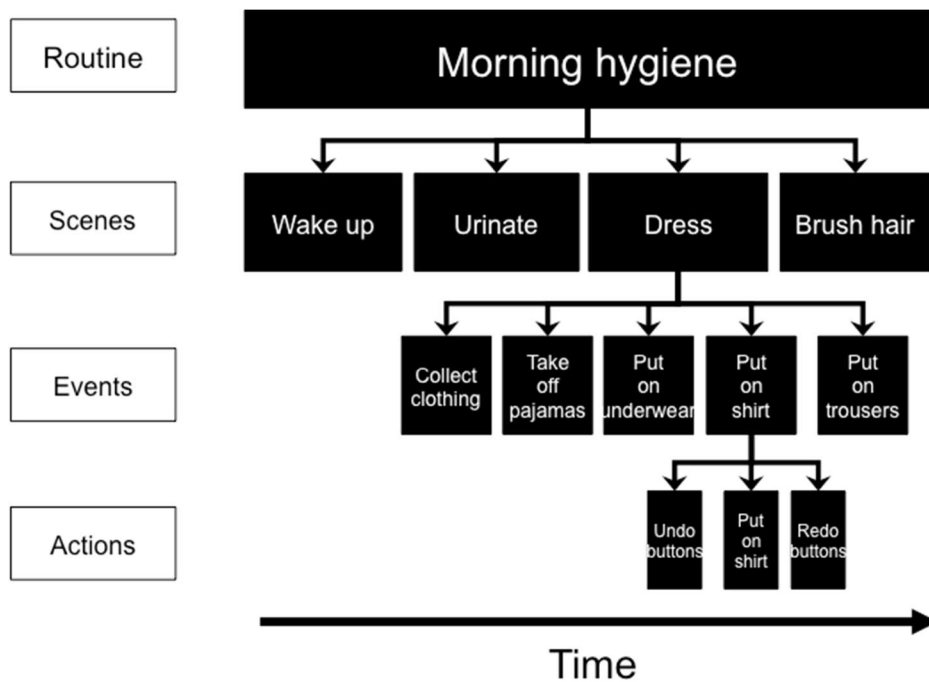 Routine
Morning hygiene
Scenes
Wake up
Urinate
Dress
Brush hair
Events
Collect
clothing
Take
off
pajamas
Put
on
underwear
Put
on
shirt
Put
on
trousers
Actions
Undo
buttons
Put
on
shirt
Redo
buttons
Time